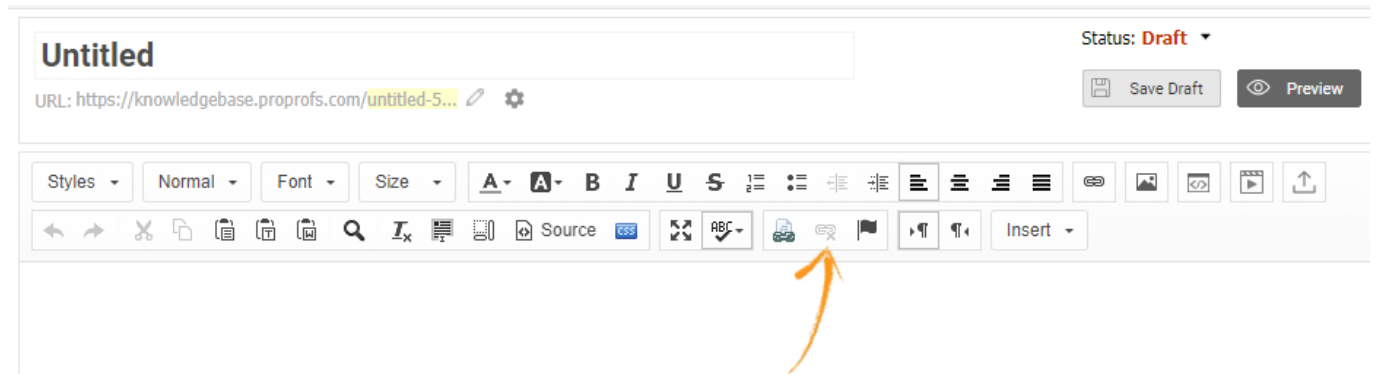 Untitled
Status: Draft
URL: https://knowledgebase.proprofs.com/untitled-5...
Save Draft
Preview
Styles Normal Font Size A A B I U S
Source CSS ABC Insert